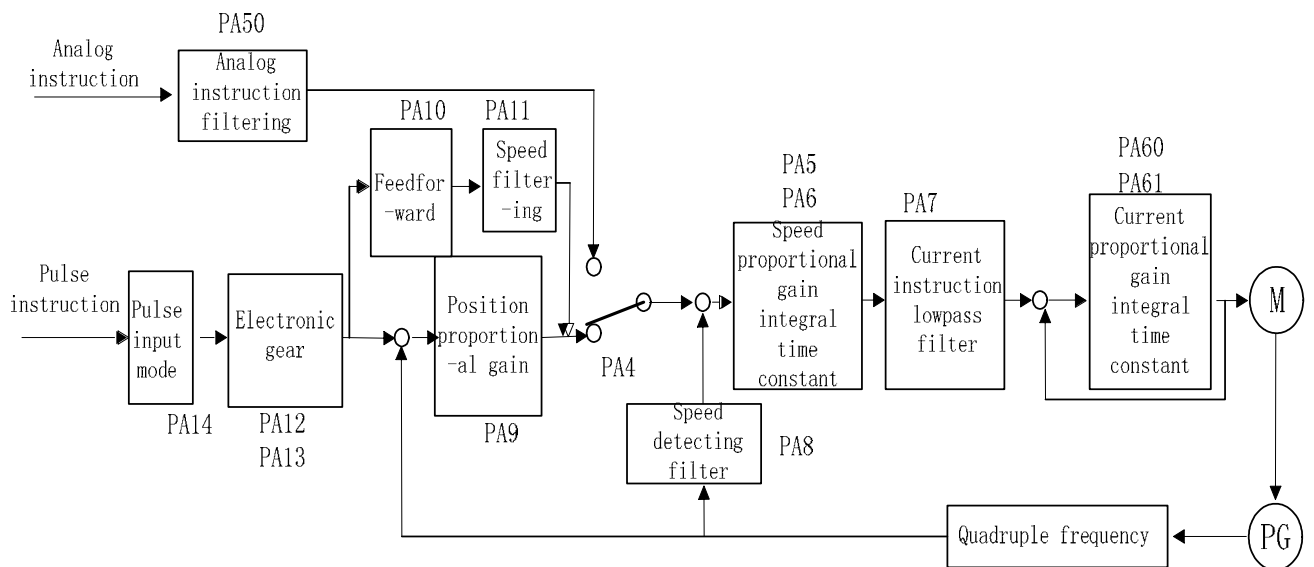 PA50
Analog
instruction
Analog
instruction
filtering
PA10
PA11
Feedfor
-ward
Speed
filter
-ing
Pulse
instruction
Pulse
input
mode
PA14
Electronic
gear
PA12
PA13
Position
proportion
-al gain
PA9
PA4
PA5
PA6
Speed
proportional
gain
integral
time
constant
PA7
Current
instruction
lowpass
filter
PA60
PA61
Current
proportional
gain
integral
time
constant
M
Speed
detecting
filter
PA8
Quadruple frequency
PG